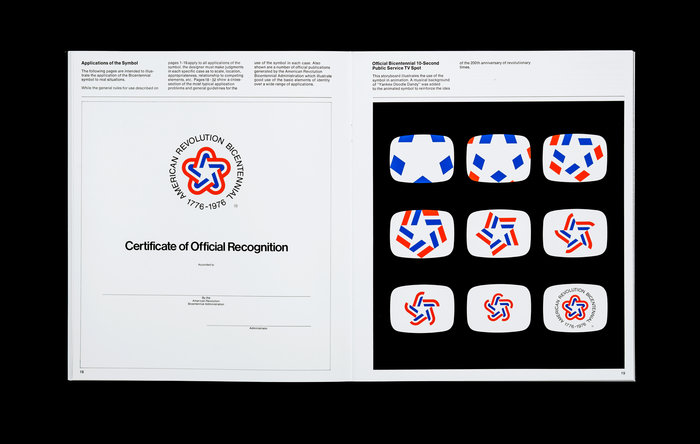 Applications of the Symbol
The following pages are intended to illus-
trate the application of the Bicentennial
symbol to real situations.
While the general rules for use described on
pages 1-19 apply to all applications of the
symbol, the designer must make judgments
in each specific case as to scale, location,
appropriateness, relationship to competing
elements, etc. Pages 18-32 show a cross-
section of the most typical application
problems and general guidelines for the
use of the symbol in each case. Also
shown are a number of official publications
generated by the American Revolution
Bicentennial Administration which illustrate
good use of the basic elements of identity
over a wide range of applications.
AMERICAN REVOLUTION BICENTENNIAL
1776-1976
Certificate of Official Recognition
Accorded to
By the
American Revolution
Bicentennial Administration
Administrator
18
Official Bicentennial 10-Second
Public Service TV Spot
This storyboard illustrates the use of the
symbol in animation. A musical background
of "Yankee Doodle Dandy" was added
to the animated symbol to reinforce the idea
of the 200th anniversary of revolutionary
times.
AMERICAN REVOLUTION BICENTENNIAL
1776-1976
19